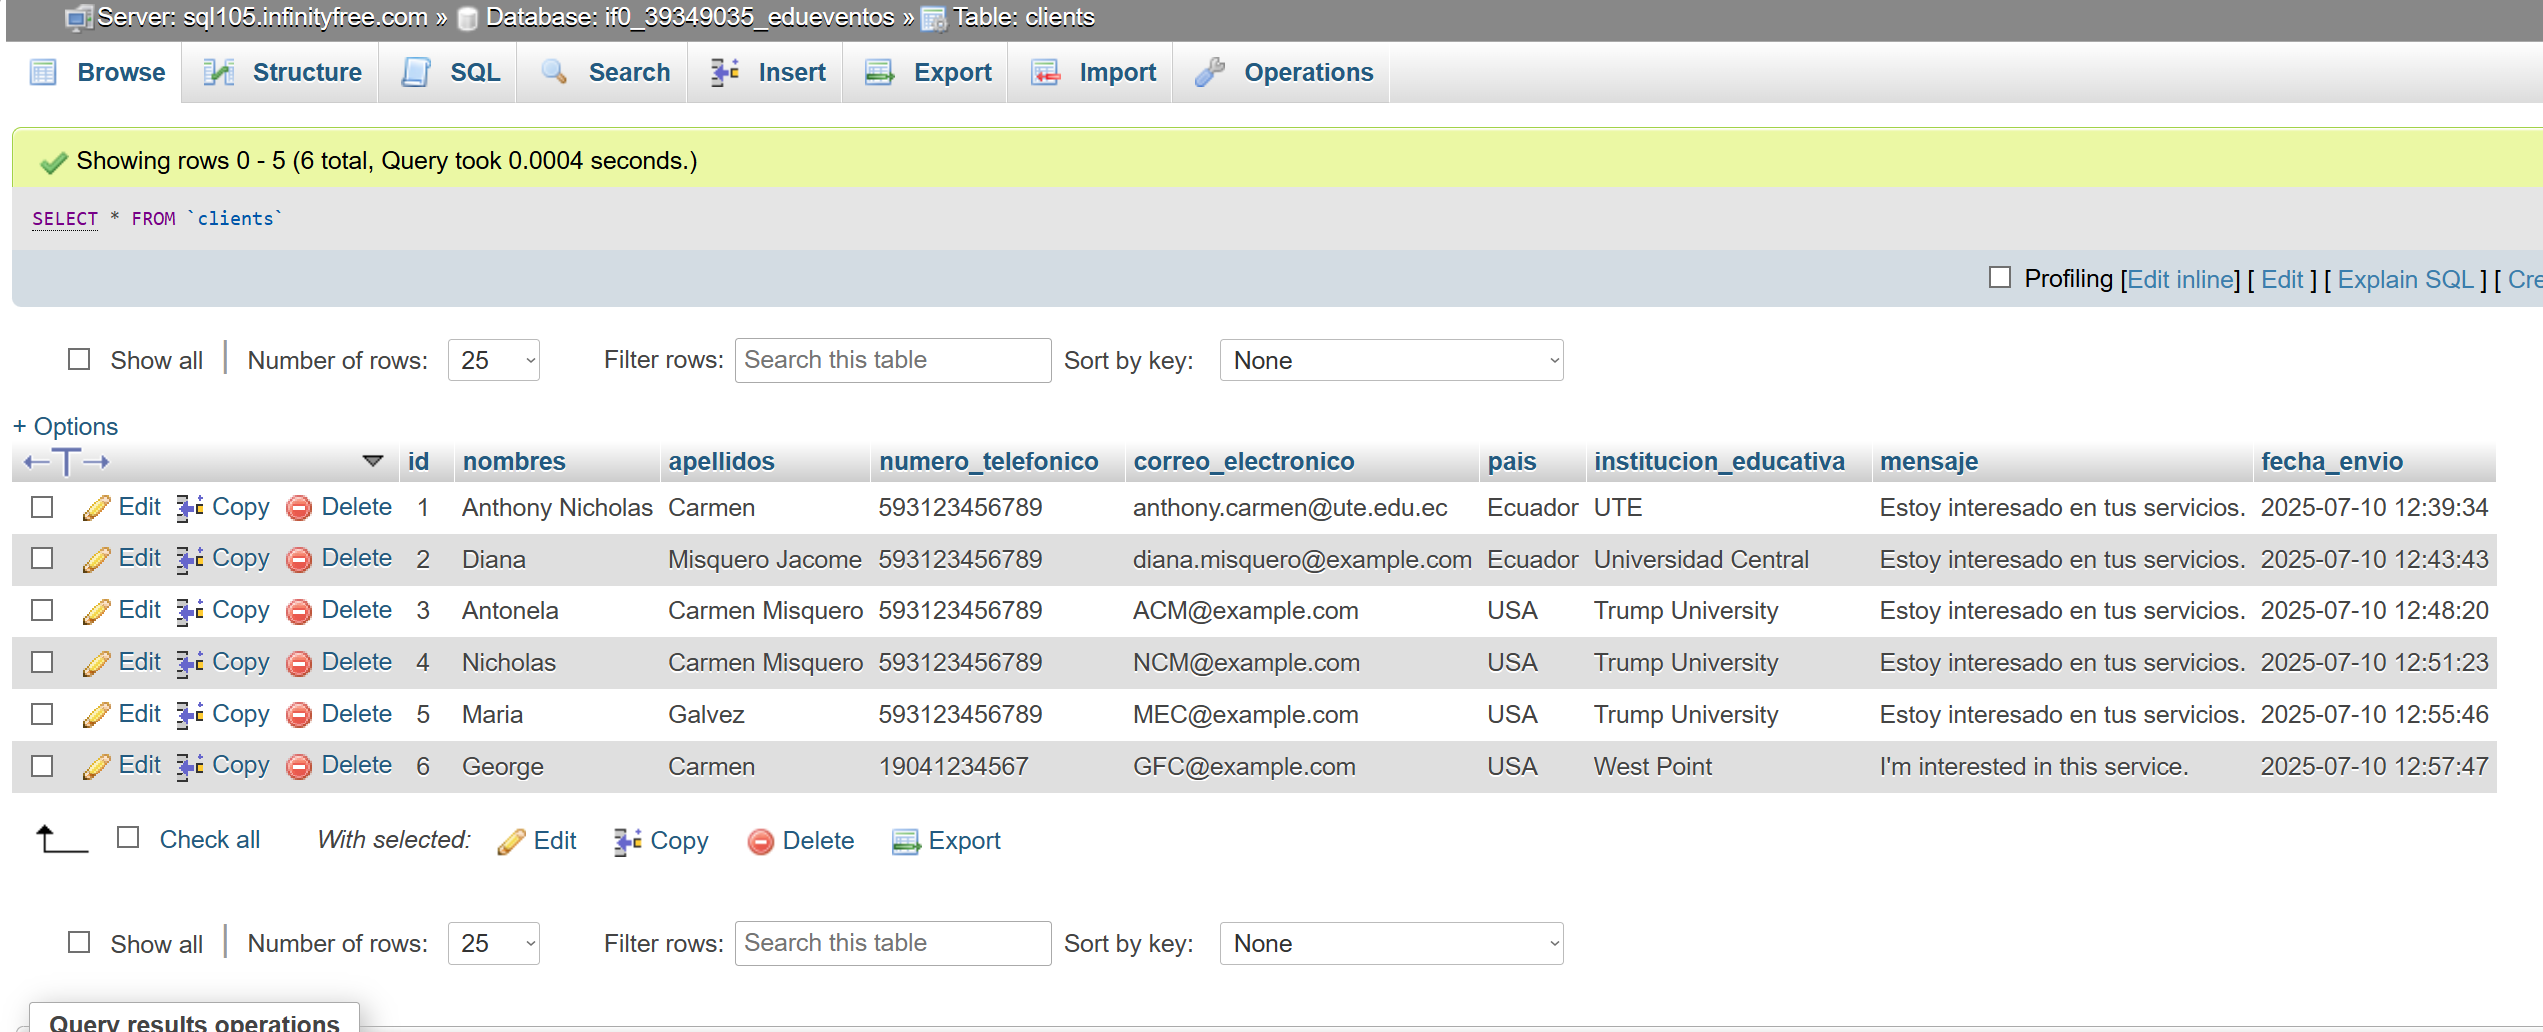 Server: sql105.infinityfree.com » Database: if0_39349035_edueventos » Table: clients
Browse Structure SQL Search Insert Export Import Operations
Showing rows 0 - 5 (6 total, Query took 0.0004 seconds.)
SELECT * FROM `clients`
Profiling [Edit inline] [ Edit ] [ Explain SQL ] [ Cre
Show all Number of rows: 25 Filter rows: Search this table Sort by key: None
+ Options
←T→ id nombres apellidos numero_telefonico correo_electronico pais institucion_educativa mensaje fecha_envio
Edit Copy Delete 1 Anthony Nicholas Carmen 593123456789 anthony.carmen@ute.edu.ec Ecuador UTE Estoy interesado en tus servicios. 2025-07-10 12:39:34
Edit Copy Delete 2 Diana Misquero Jacome 593123456789 diana.misquero@example.com Ecuador Universidad Central Estoy interesado en tus servicios. 2025-07-10 12:43:43
Edit Copy Delete 3 Antonela Carmen Misquero 593123456789 ACM@example.com USA Trump University Estoy interesado en tus servicios. 2025-07-10 12:48:20
Edit Copy Delete 4 Nicholas Carmen Misquero 593123456789 NCM@example.com USA Trump University Estoy interesado en tus servicios. 2025-07-10 12:51:23
Edit Copy Delete 5 Maria Galvez 593123456789 MEC@example.com USA Trump University Estoy interesado en tus servicios. 2025-07-10 12:55:46
Edit Copy Delete 6 George Carmen 19041234567 GFC@example.com USA West Point I'm interested in this service. 2025-07-10 12:57:47
Check all With selected: Edit Copy Delete Export
Show all Number of rows: 25 Filter rows: Search this table Sort by key: None
Query results operations